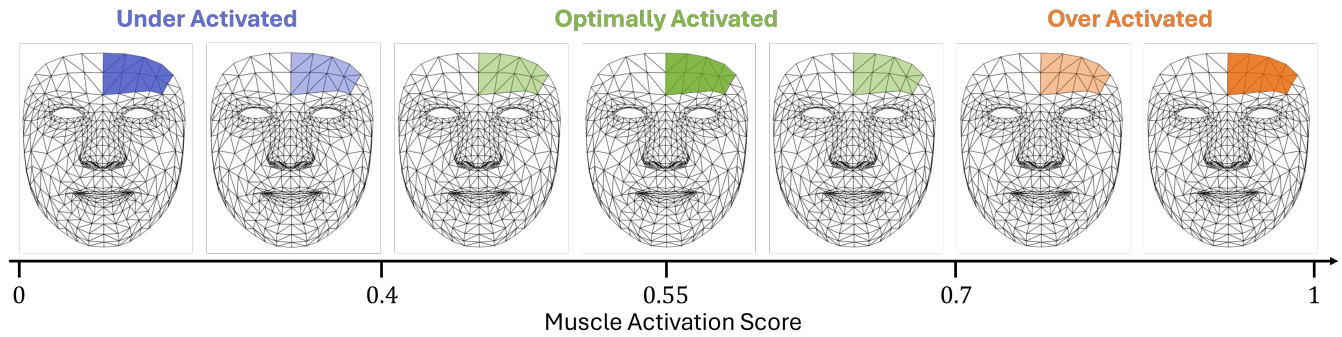 Under Activated
Optimally Activated
Over Activated
0
0.4
0.55
0.7
1
Muscle Activation Score